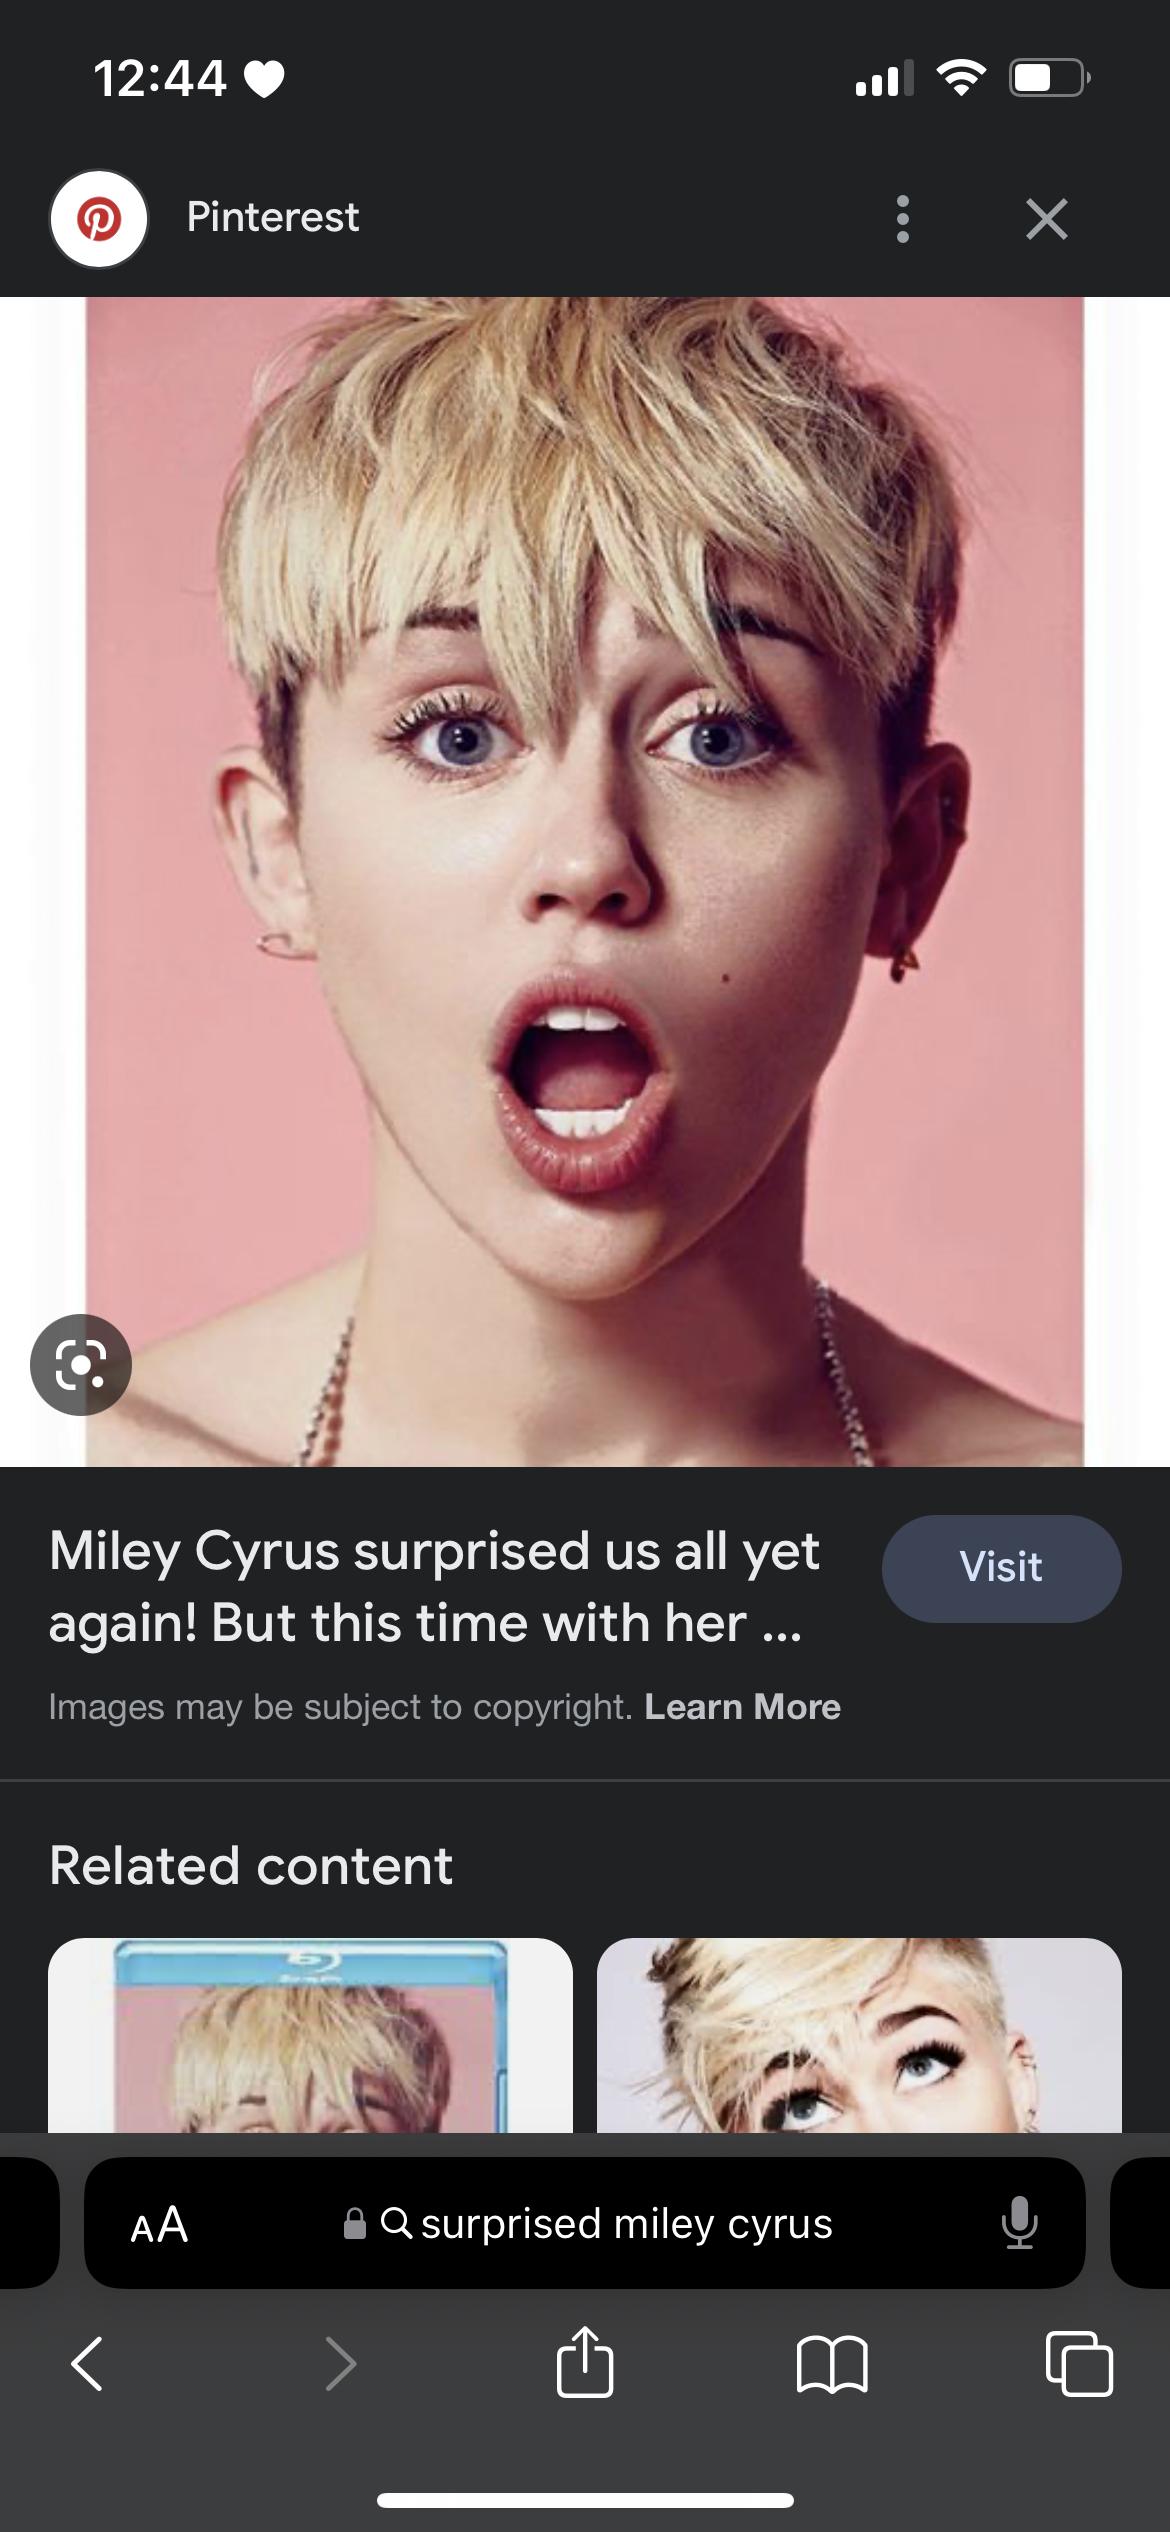 12:44
Pinterest
Miley Cyrus surprised us all yet
again! But this time with her ...
Visit
Images may be subject to copyright. Learn More
Related content
AA
surprised miley cyrus